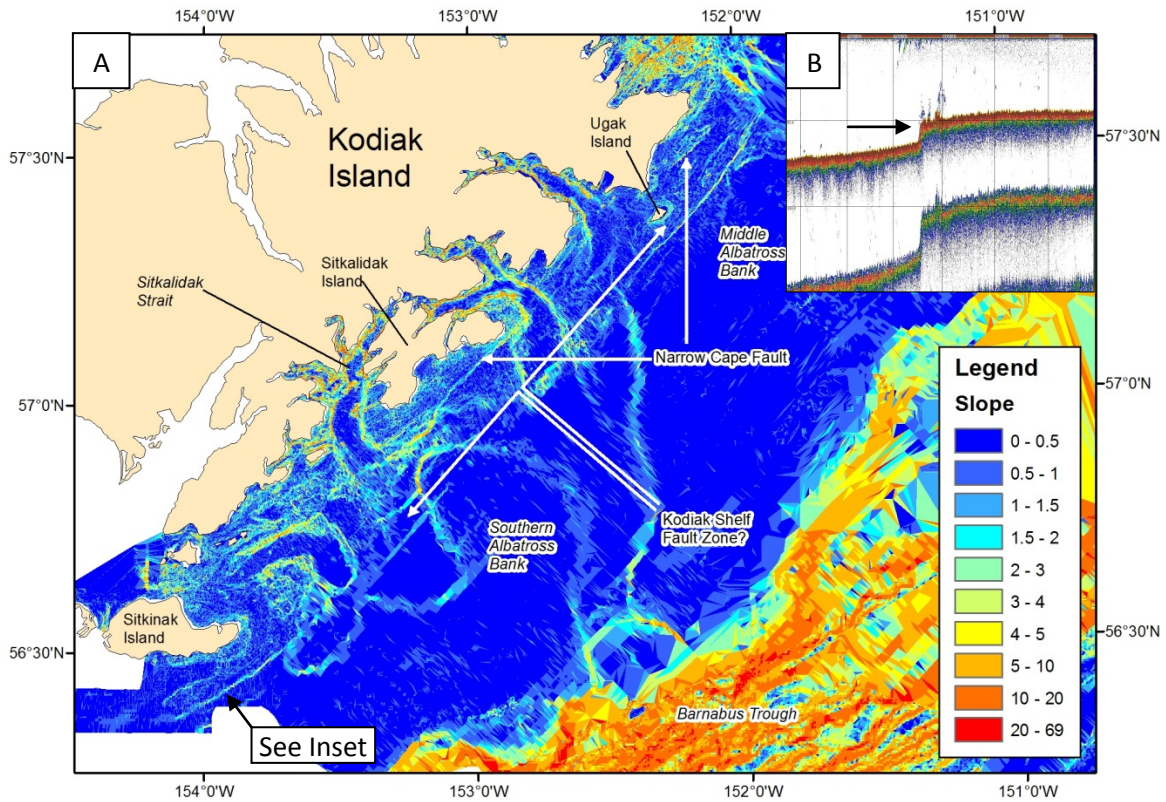 154°0'W
153°0'W
152°0'W
151°0'W
A
B
57°30'N
57°30'N
Kodiak
Island
Ugak
Island
Middle
Albatross
Bank
Sitkalidak
Strait
Sitkalidak
Island
Narrow Cape Fault
57°0'N
57°0'N
Legend
Slope
0 - 0.5
0.5 - 1
1 - 1.5
1.5 - 2
2 - 3
3 - 4
4 - 5
5 - 10
10 - 20
20 - 69
Kodiak Shelf
Fault Zone?
Southern
Albatross
Bank
Sitkinak
Island
56°30'N
56°30'N
Barnabus Trough
See Inset
154°0'W
153°0'W
152°0'W
151°0'W